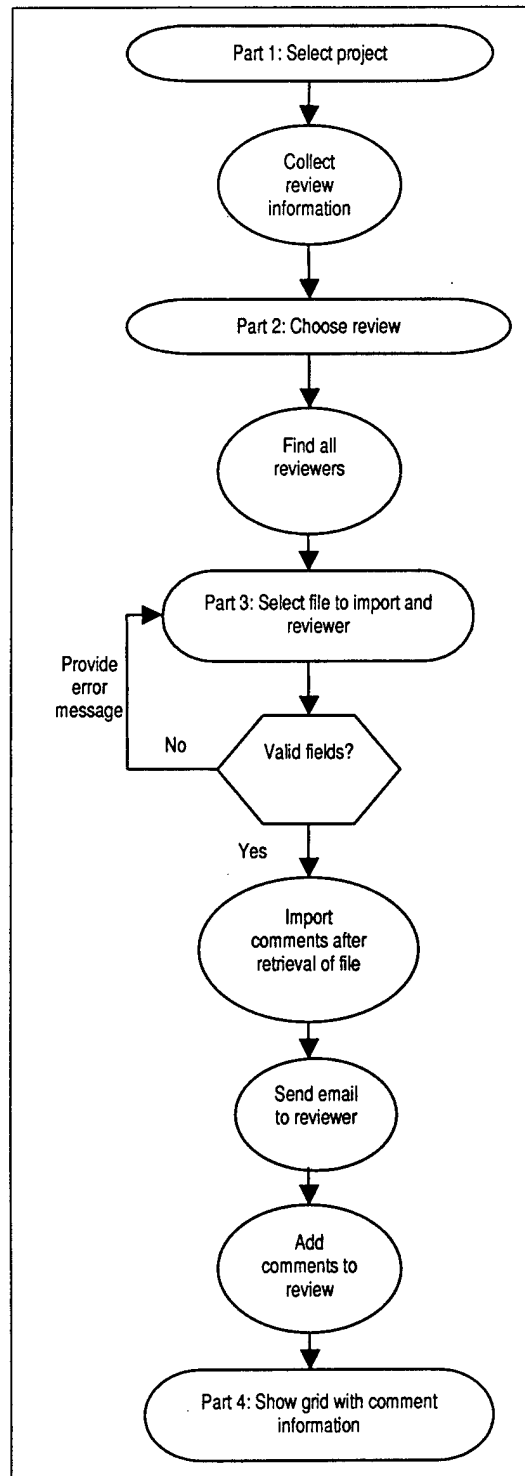 Part 1: Select project
Collect
review
information
Part 2: Choose review
Find all
reviewers
Part 3: Select file to import and
reviewer
Provide
error
message
No
Valid fields?
Yes
Import
comments after
retrieval of file
Send email
to reviewer
Add
comments to
review
Part 4: Show grid with comment
information